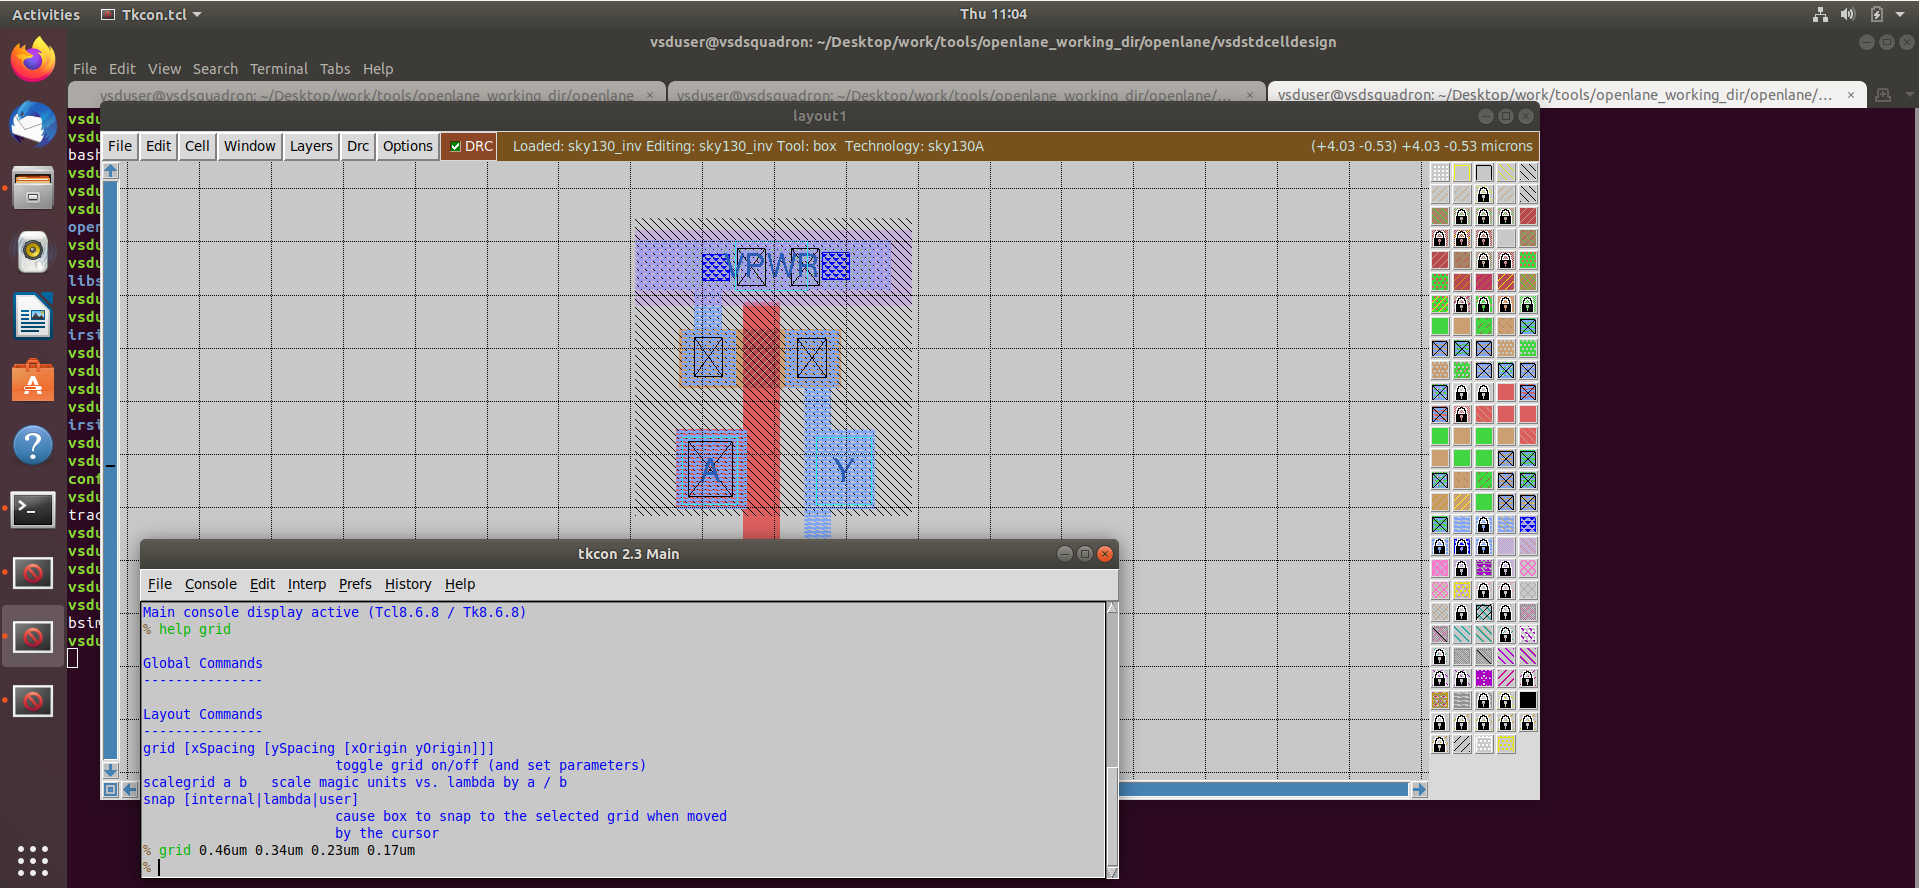 Activities Tkcon.tcl Thu 11:04
vsduser@vsdsquadron: ~/Desktop/work/tools/openlane_working_dir/openlane/vsdstdcelldesign
File Edit View Search Terminal Tabs Help
vsduser@vsdsquadron: ~/Desktop/work/tools/openlane_working_dir/openlane × vsduser@vsdsquadron: ~/Desktop/work/tools/openlane_working_dir/openlane/... × vsduser@vsdsquadron: ~/Desktop/work/tools/openlane_working_dir/openlane/... ×
layout1
File Edit Cell Window Layers Drc Options DRC Loaded: sky130_inv Editing: sky130_inv Tool: box Technology: sky130A (+4.03 -0.53) +4.03 -0.53 microns
VPWR
A Y
vsdu
vsdu
bash
vsdu
vsdu
vsdu
open
vsdu
vsdu
libs
vsdu
vsdu
irsi
vsdu
vsdu
vsdu
vsdu
irsi
vsdu
vsdu
conf
vsdu
trac
vsdu
vsdu
vsdu
vsdu
vsdu
bsim
vsdu
tkcon 2.3 Main
File Console Edit Interp Prefs History Help
Main console display active (Tcl8.6.8 / Tk8.6.8)
% help grid
Global Commands
---------------
Layout Commands
---------------
grid [xSpacing [ySpacing [xOrigin yOrigin]]]
toggle grid on/off (and set parameters)
scalegrid a b scale magic units vs. lambda by a / b
snap [internal|lambda|user]
cause box to snap to the selected grid when moved
by the cursor
% grid 0.46um 0.34um 0.23um 0.17um
%